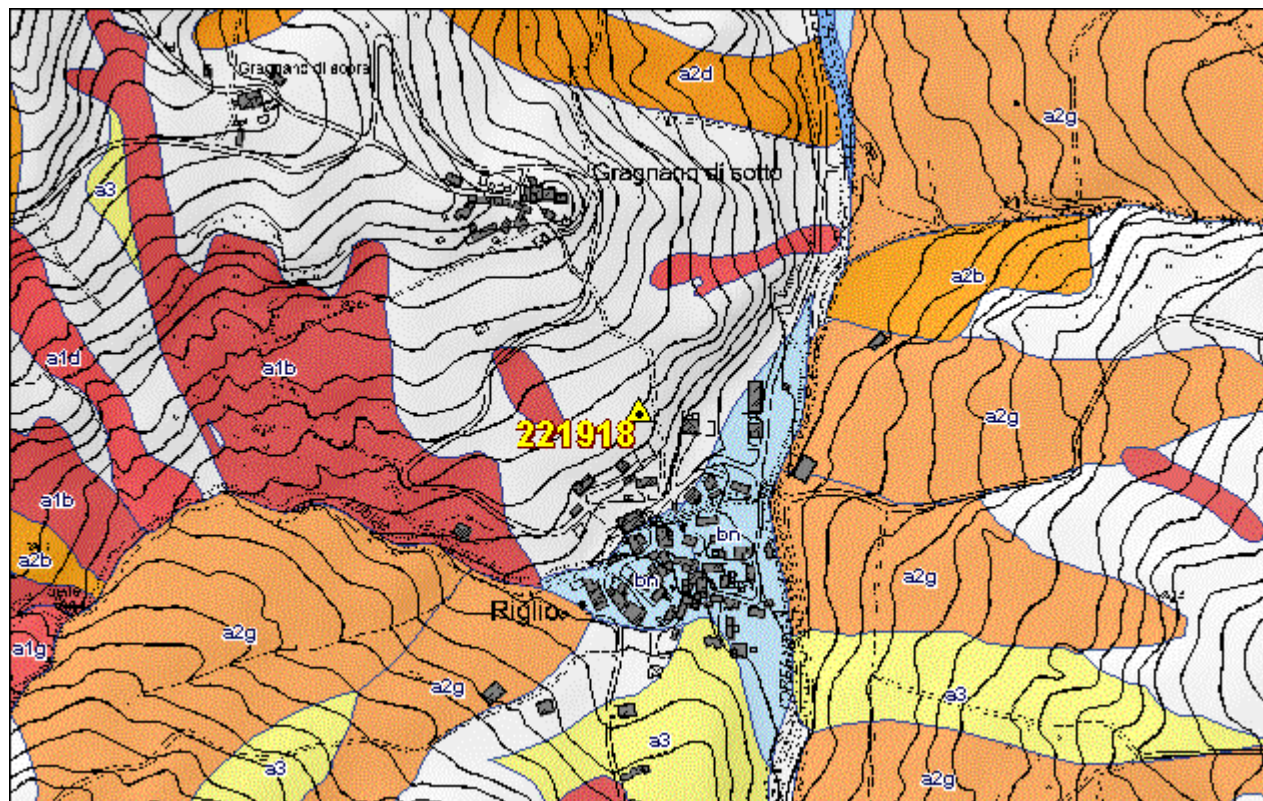 Gragnano di sopra
a2d
a2g
Gragnano di sotto
a3
a2b
a1d
a1b
a2g
221918
a1b
bn
a2b
bn
a2g
Riglio
a2g
a1g
a2g
a3
a3
a3
a2g